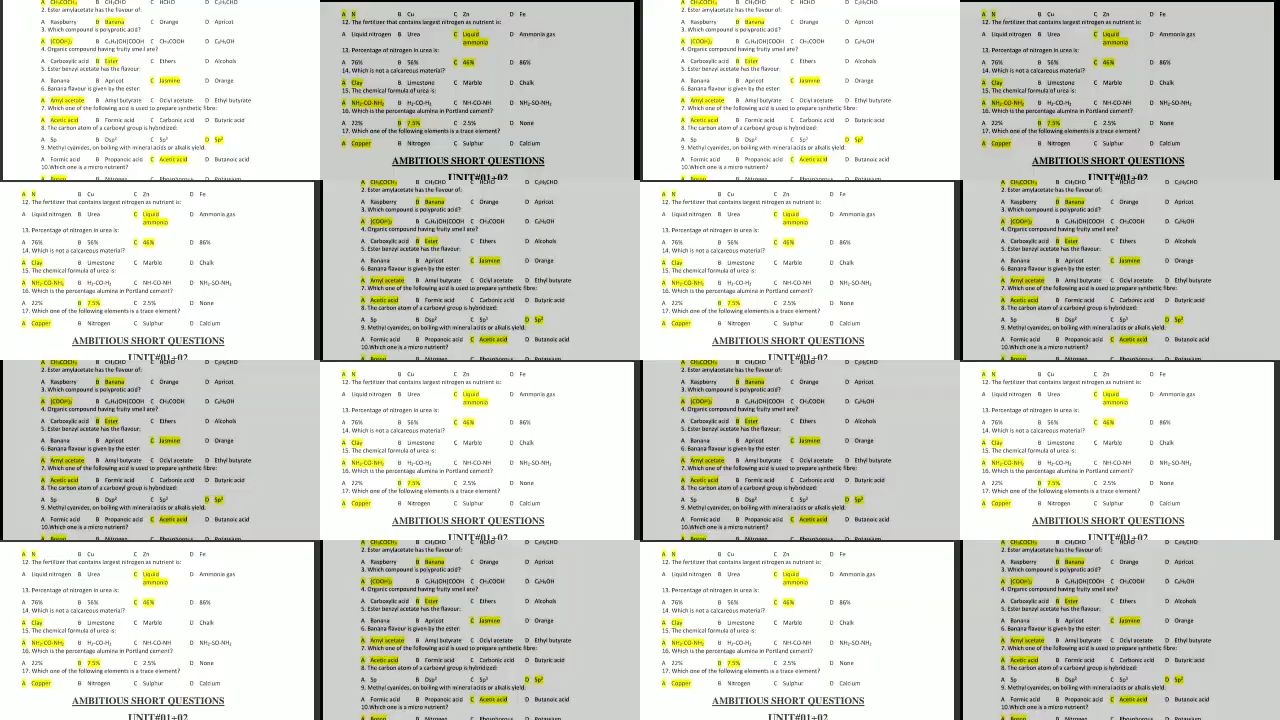 A CH₃COCH₃ B CH₃CHO C HCHO D C₂H₅CHO
2. Ester amylacetate has the flavour of:
A Raspberry B Banana C Orange D Apricot
3. Which compound is polyprotic acid?
A (COOH)₂ B C₆H₄(OH)COOH C CH₃COOH D C₆H₅OH
4. Organic compound having fruity smell are?
A Carboxylic acid B Ester C Ethers D Alcohols
5. Ester benzyl acetate has the flavour:
A Banana B Apricot C Jasmine D Orange
6. Banana flavour is given by the ester:
A Amyl acetate B Amyl butyrate C Oclyl acetate D Ethyl butyrate
7. Which one of the following acid is used to prepare synthetic fibre:
A Acetic acid B Formic acid C Carbonic acid D Butyric acid
8. The carbon atom of a carboxyl group is hybridized:
A Sp B Dsp² C Sp³ D Sp²
9. Methyl cyanides, on boiling with mineral acids or alkalis yield:
A Formic acid B Propanoic acid C Acetic acid D Butanoic acid
10.Which one is a micro nutrient?
A Boron B Nitrogen C Phosphorous D Potassium
A N B Cu C Zn D Fe
12. The fertilizer that contains largest nitrogen as nutrient is:
A Liquid nitrogen B Urea C Liquid ammonia D Ammonia gas
13. Percentage of nitrogen in urea is:
A 76% B 56% C 46% D 86%
14. Which is not a calcareous material?
A Clay B Limestone C Marble D Chalk
15. The chemical formula of urea is:
A NH₂-CO-NH₂ B H₂-CO-H₂ C NH-CO-NH D NH₂-SO-NH₂
16. Which is the percentage alumina in Portland cement?
A 22% B 7.5% C 2.5% D None
17. Which one of the following elements is a trace element?
A Copper B Nitrogen C Sulphur D Calcium
AMBITIOUS SHORT QUESTIONS
UNIT#01+02